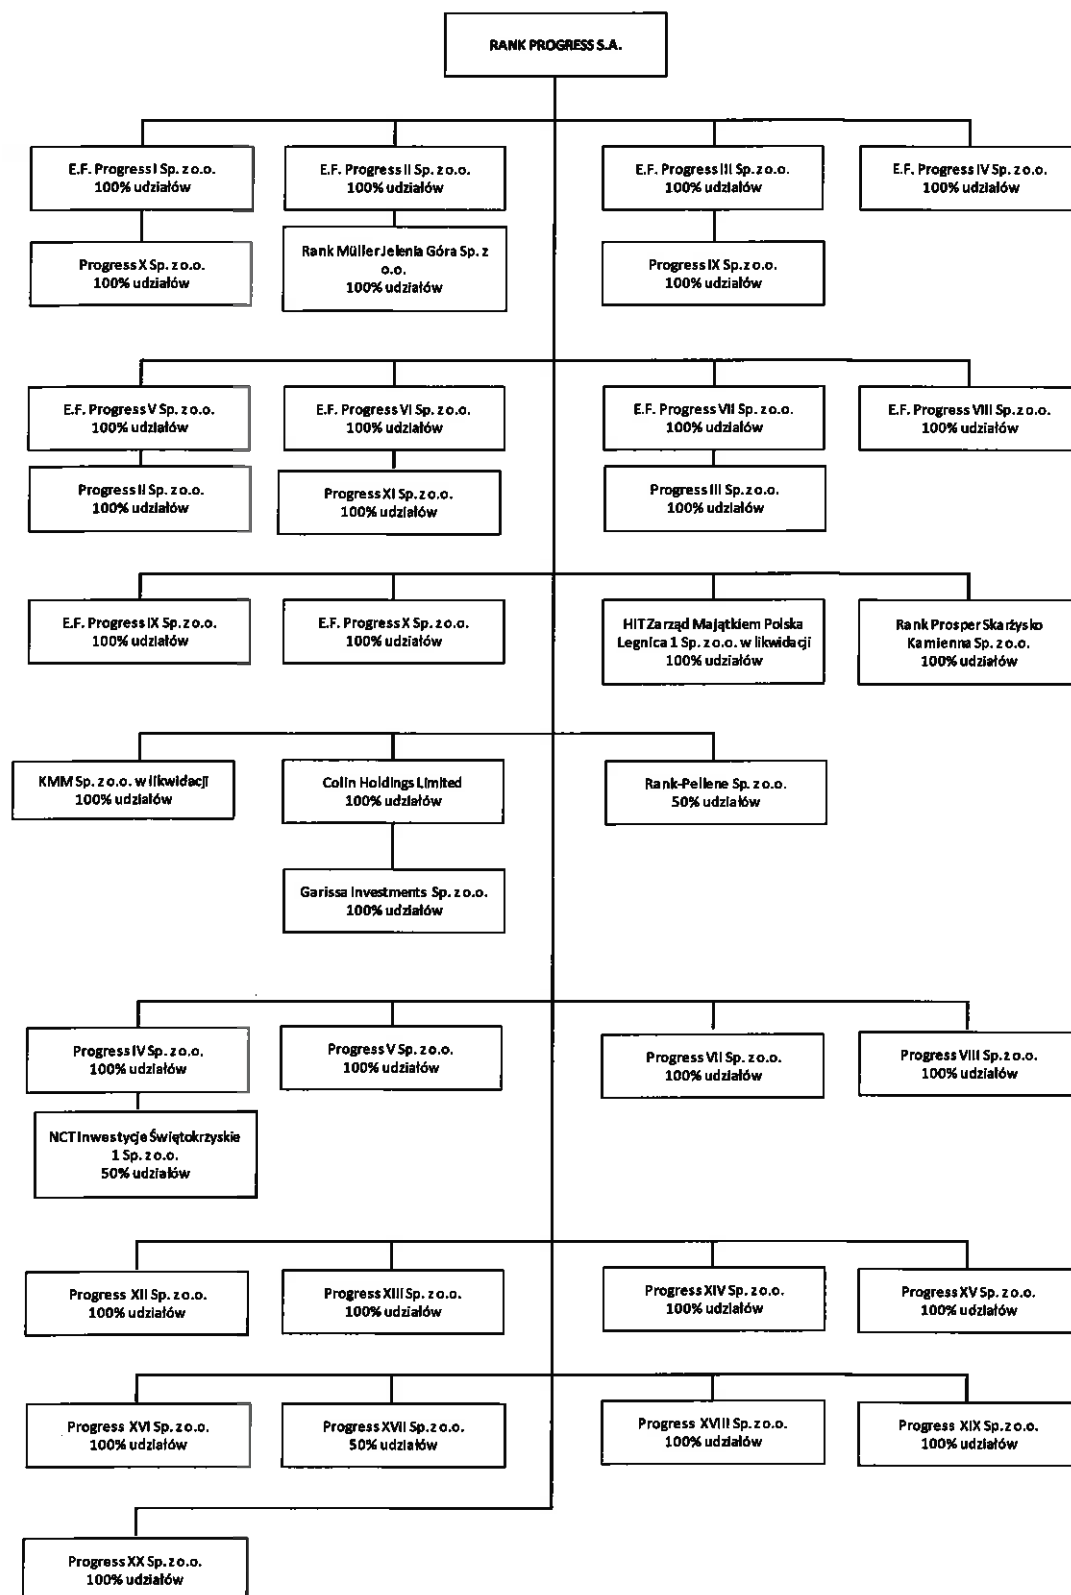 RANK PROGRESS S.A.
E.F. Progress I Sp. z o.o.
100% udziałów
E.F. Progress II Sp. z o.o.
100% udziałów
E.F. Progress III Sp. z o.o.
100% udziałów
E.F. Progress IV Sp. z o.o.
100% udziałów
Progress X Sp. z o.o.
100% udziałów
Rank Müller Jelenia Góra Sp. z
o.o.
100% udziałów
Progress IX Sp. z o.o.
100% udziałów
E.F. Progress V Sp. z o.o.
100% udziałów
E.F. Progress VI Sp. z o.o.
100% udziałów
E.F. Progress VII Sp. z o.o.
100% udziałów
E.F. Progress VIII Sp. z o.o.
100% udziałów
Progress II Sp. z o.o.
100% udziałów
Progress XI Sp. z o.o.
100% udziałów
Progress III Sp. z o.o.
100% udziałów
E.F. Progress IX Sp. z o.o.
100% udziałów
E.F. Progress X Sp. z o.o.
100% udziałów
HIT Zarząd Majątkiem Polska
Legnica 1 Sp. z o.o. w likwidacji
100% udziałów
Rank Prosper Skarżysko
Kamienna Sp. z o.o.
100% udziałów
KMM Sp. z o.o. w likwidacji
100% udziałów
Colin Holdings Limited
100% udziałów
Rank-Pellene Sp. z o.o.
50% udziałów
Garissa Investments Sp. z o.o.
100% udziałów
Progress IV Sp. z o.o.
100% udziałów
Progress V Sp. z o.o.
100% udziałów
Progress VII Sp. z o.o.
100% udziałów
Progress VIII Sp. z o.o.
100% udziałów
NCT Inwestycje Świętokrzyskie
1 Sp. z o.o.
50% udziałów
Progress XII Sp. z o.o.
100% udziałów
Progress XIII Sp. z o.o.
100% udziałów
Progress XIV Sp. z o.o.
100% udziałów
Progress XV Sp. z o.o.
100% udziałów
Progress XVI Sp. z o.o.
100% udziałów
Progress XVII Sp. z o.o.
50% udziałów
Progress XVIII Sp. z o.o.
100% udziałów
Progress XIX Sp. z o.o.
100% udziałów
Progress XX Sp. z o.o.
100% udziałów